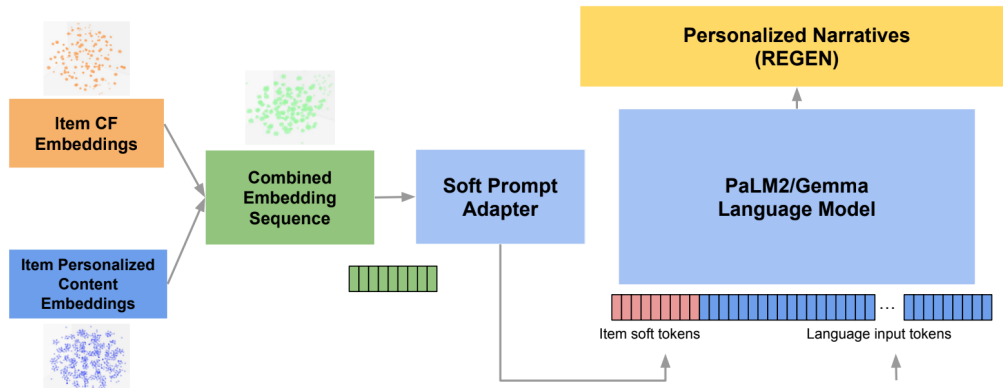 Item CF
Embeddings
Item Personalized
Content
Embeddings
Combined
Embedding
Sequence
Soft Prompt
Adapter
Personalized Narratives
(REGEN)
PaLM2/Gemma
Language Model
...
Item soft tokens
Language input tokens